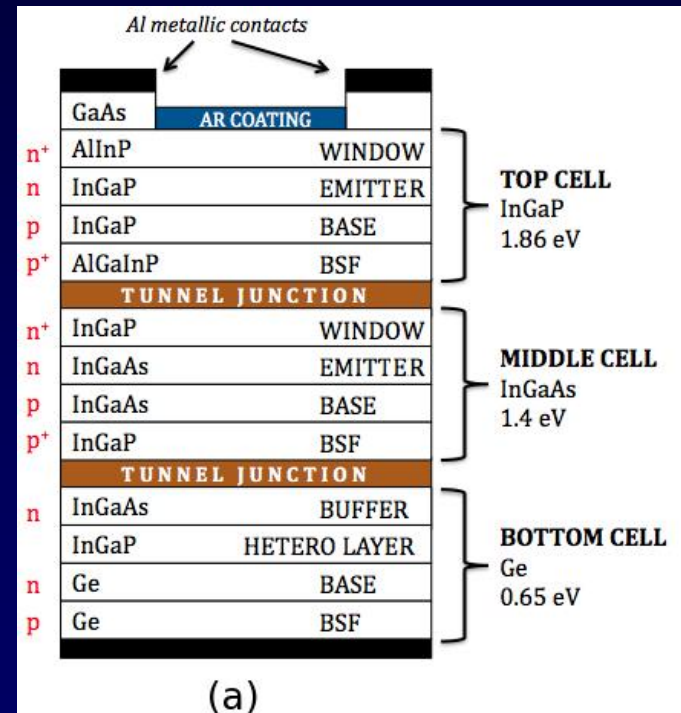 Al metallic contacts
GaAs
AR COATING
n+ AlInP WINDOW
n InGaP EMITTER
p InGaP BASE
p+ AlGaInP BSF
TOP CELL
InGaP
1.86 eV
TUNNEL JUNCTION
n+ InGaP WINDOW
n InGaAs EMITTER
p InGaAs BASE
p+ InGaP BSF
MIDDLE CELL
InGaAs
1.4 eV
TUNNEL JUNCTION
n InGaAs BUFFER
InGaP HETERO LAYER
n Ge BASE
p Ge BSF
BOTTOM CELL
Ge
0.65 eV
(a)